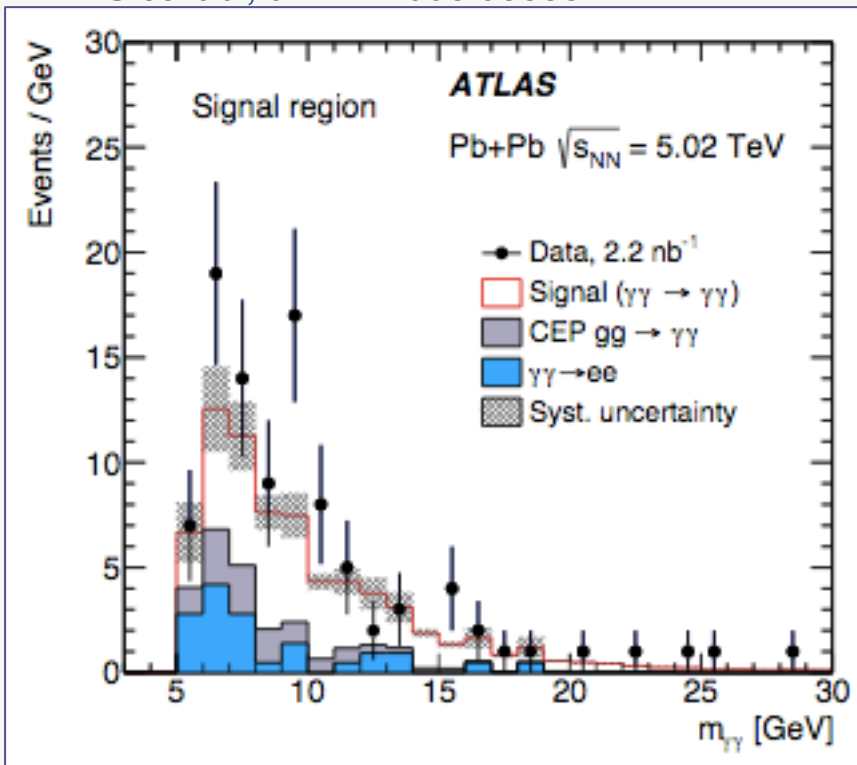 30
25
20
15
10
5
0
Events / GeV
Signal region
ATLAS
Pb+Pb √sNN = 5.02 TeV
Data, 2.2 nb-1
Signal (γγ → γγ)
CEP gg → γγ
γγ→ee
Syst. uncertainty
5 10 15 20 25 30
mγγ [GeV]